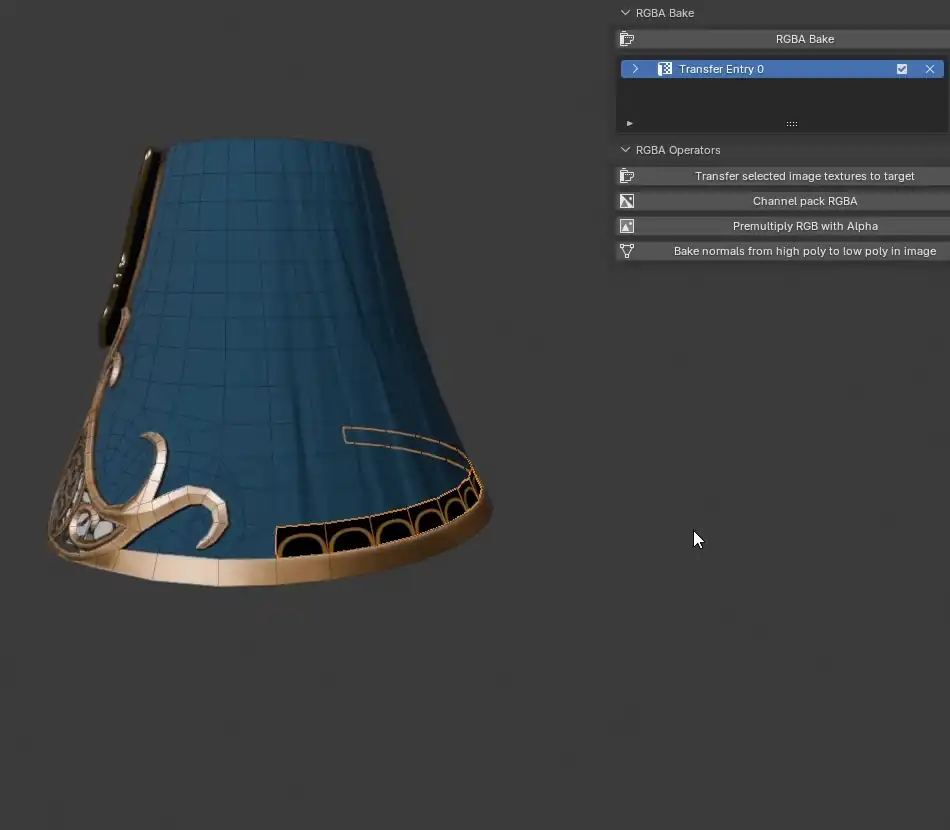 RGBA Bake
RGBA Bake
Transfer Entry 0
RGBA Operators
Transfer selected image textures to target
Channel pack RGBA
Premultiply RGB with Alpha
Bake normals from high poly to low poly in image